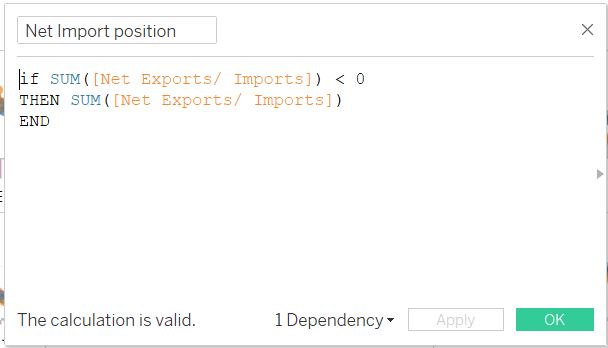 Net Import position
if SUM([Net Exports/ Imports]) < 0
THEN SUM([Net Exports/ Imports])
END
The calculation is valid. 1 Dependency Apply OK